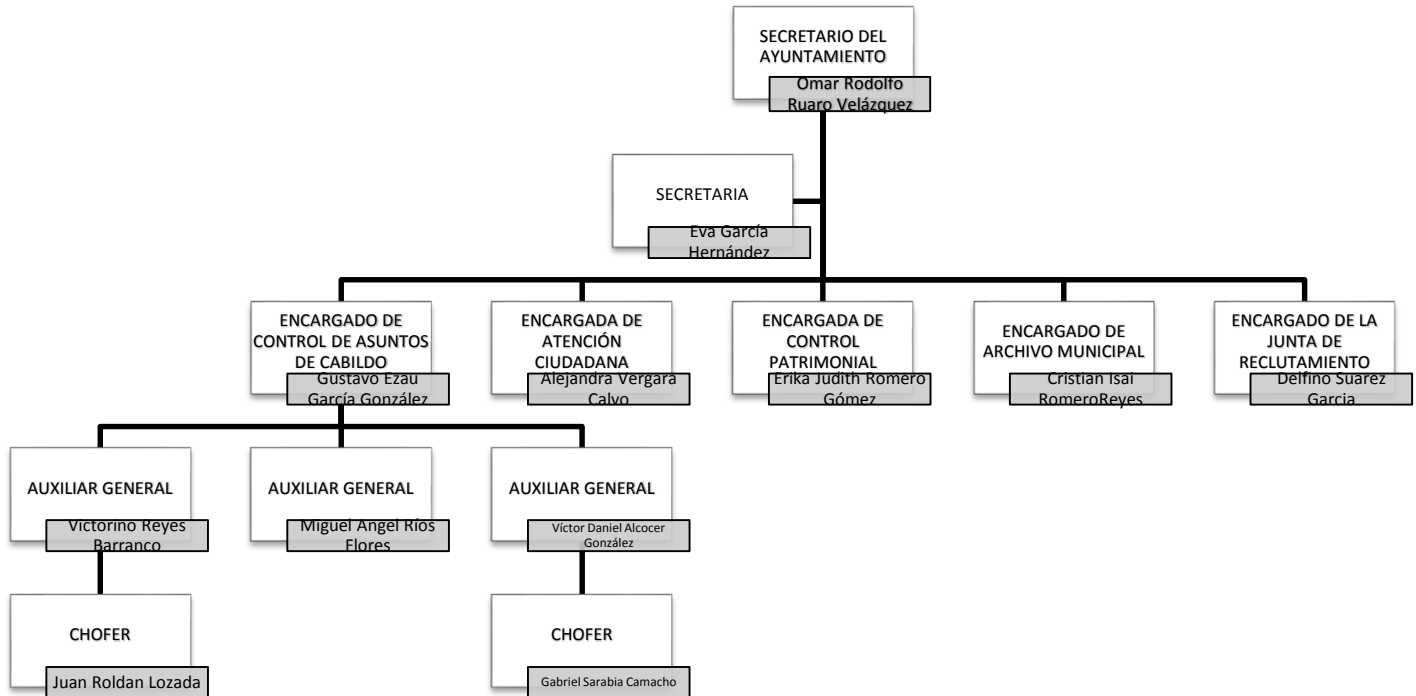 SECRETARIO DEL
AYUNTAMIENTO
Omar Rodolfo
Ruaro Velázquez
SECRETARIA
Eva García
Hernández
ENCARGADO DE
CONTROL DE ASUNTOS
DE CABILDO
Gustavo Ezau
García González
ENCARGADA DE
ATENCIÓN
CIUDADANA
Alejandra Vergara
Calvo
ENCARGADA DE
CONTROL
PATRIMONIAL
Erika Judith Romero
Gómez
ENCARGADO DE
ARCHIVO MUNICIPAL
Cristian Isai
RomeroReyes
ENCARGADO DE LA
JUNTA DE
RECLUTAMIENTO
Delfino Suarez
Garcia
AUXILIAR GENERAL
Victorino Reyes
Barranco
AUXILIAR GENERAL
Miguel Angel Ríos
Flores
AUXILIAR GENERAL
Víctor Daniel Alcocer
González
CHOFER
Juan Roldan Lozada
CHOFER
Gabriel Sarabia Camacho